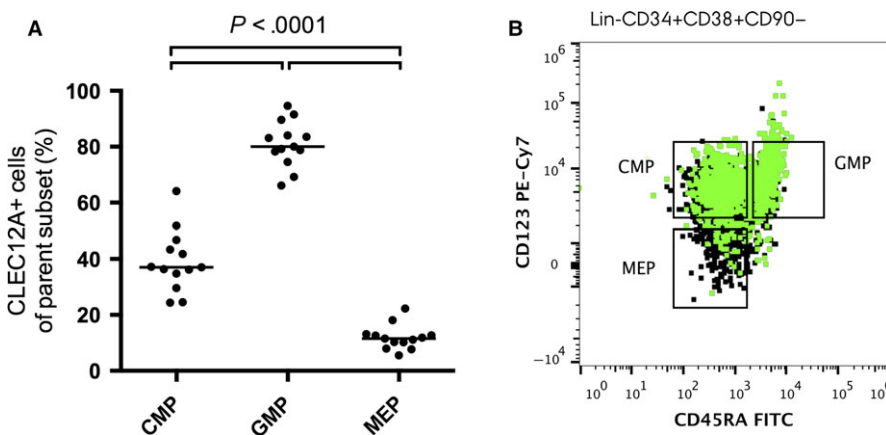 A
P < .0001
CLEC12A+ cells
of parent subset (%)
100
80
60
40
20
0
CMP
GMP
MEP
B
Lin-CD34+CD38+CD90–
CD123 PE-Cy7
10^6
10^5
10^4
0
–10^4
CMP
GMP
MEP
10^0 10^1 10^2 10^3 10^4 10^5 10^6
CD45RA FITC